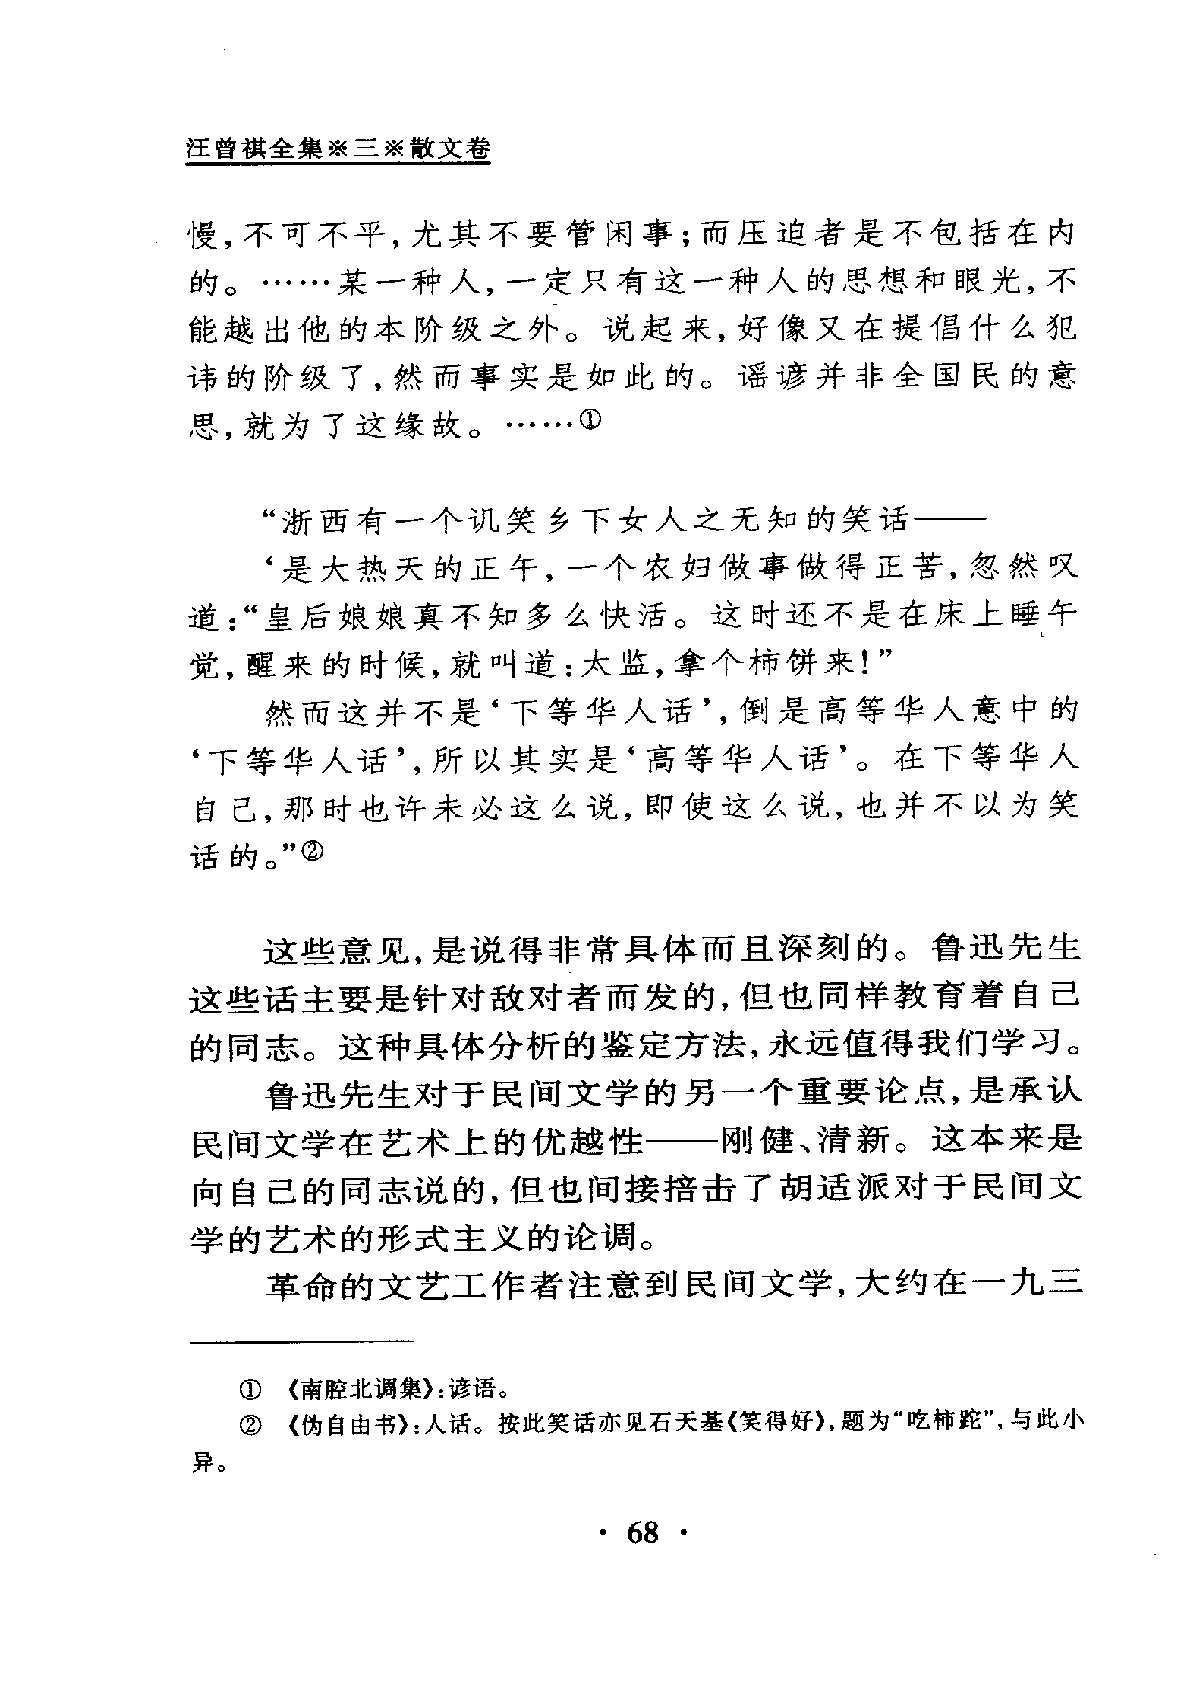 汪曾祺全集※三※散文卷
慢,不可不平,尤其不要管闲事;而压迫者是不包括在内
的。……某一种人,一定只有这一种人的思想和眼光,不
能越出他的本阶级之外。说起来,好像又在提倡什么犯
讳的阶级了,然而事实是如此的。谣谚并非全国民的意
思,就为了这缘故。……①
“浙西有一个讥笑乡下女人之无知的笑话——
‘是大热天的正午,一个农妇做事做得正苦,忽然叹
道:“皇后娘娘真不知多么快活。这时还不是在床上睡午
觉,醒来的时候,就叫道:太监,拿个柿饼来!”
然而这并不是‘下等华人话’,倒是高等华人意中的
‘下等华人话’,所以其实是‘高等华人话’。在下等华人
自己,那时也许未必这么说,即使这么说,也并不以为笑
话的。”②
这些意见,是说得非常具体而且深刻的。鲁迅先生
这些话主要是针对敌对者而发的,但也同样教育着自己
的同志。这种具体分析的鉴定方法,永远值得我们学习。
鲁迅先生对于民间文学的另一个重要论点,是承认
民间文学在艺术上的优越性——刚健、清新。这本来是
向自己的同志说的,但也间接掊击了胡适派对于民间文
学的艺术的形式主义的论调。
革命的文艺工作者注意到民间文学,大约在一九三
① 《南腔北调集》:谚语。
② 《伪自由书》:人话。按此笑话亦见石天基《笑得好》,题为“吃柿跎”,与此小
异。
· 68 ·